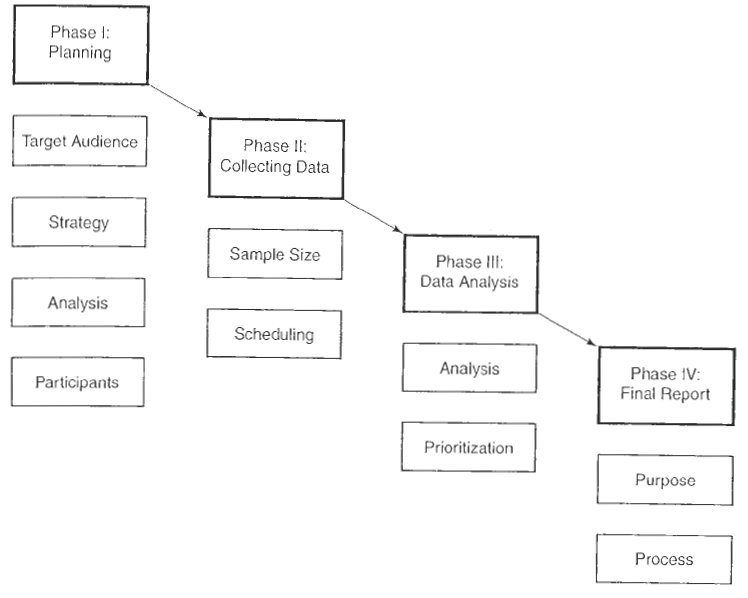 Phase I:
Planning
Target Audience
Strategy
Analysis
Participants
Phase II:
Collecting Data
Sample Size
Scheduling
Phase III:
Data Analysis
Analysis
Prioritization
Phase IV:
Final Report
Purpose
Process